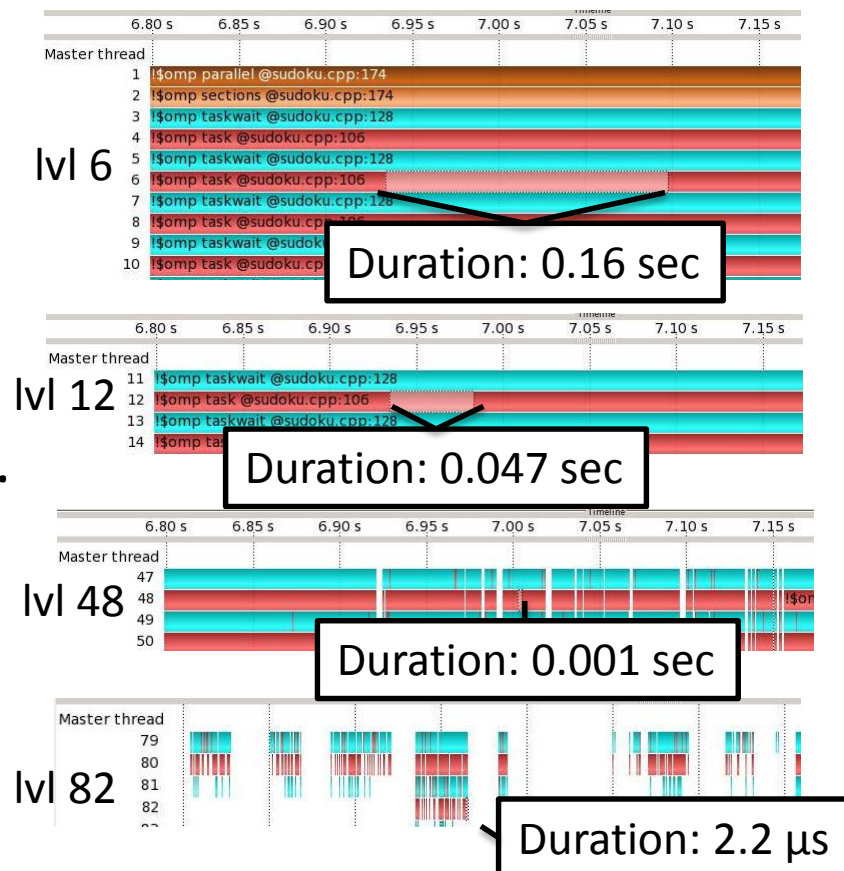 Timeline
6.80 s 6.85 s 6.90 s 6.95 s 7.00 s 7.05 s 7.10 s 7.15 s
Master thread
1 !$omp parallel @sudoku.cpp:174
2 !$omp sections @sudoku.cpp:174
3 !$omp taskwait @sudoku.cpp:128
4 !$omp task @sudoku.cpp:106
lvl 6
5 !$omp taskwait @sudoku.cpp:128
6 !$omp task @sudoku.cpp:106
7 !$omp taskwait @sudoku.cpp:128
8 !$omp task @sudoku.cpp:106
9 !$omp taskwait @sudoku
10 !$omp task @sudoku.cp
Duration: 0.16 sec
Timeline
6.80 s 6.85 s 6.90 s 6.95 s 7.00 s 7.05 s 7.10 s 7.15 s
Master thread
11 !$omp taskwait @sudoku.cpp:128
lvl 12
12 !$omp task @sudoku.cpp:106
13 !$omp taskwait @sudoku.cpp:128
14 !$omp tas
Duration: 0.047 sec
.
Timeline
6.80 s 6.85 s 6.90 s 6.95 s 7.00 s 7.05 s 7.10 s 7.15 s
Master thread
47
lvl 48
48 !$on
49
50
Duration: 0.001 sec
Master thread
79
80
81
lvl 82
82
Duration: 2.2 µs